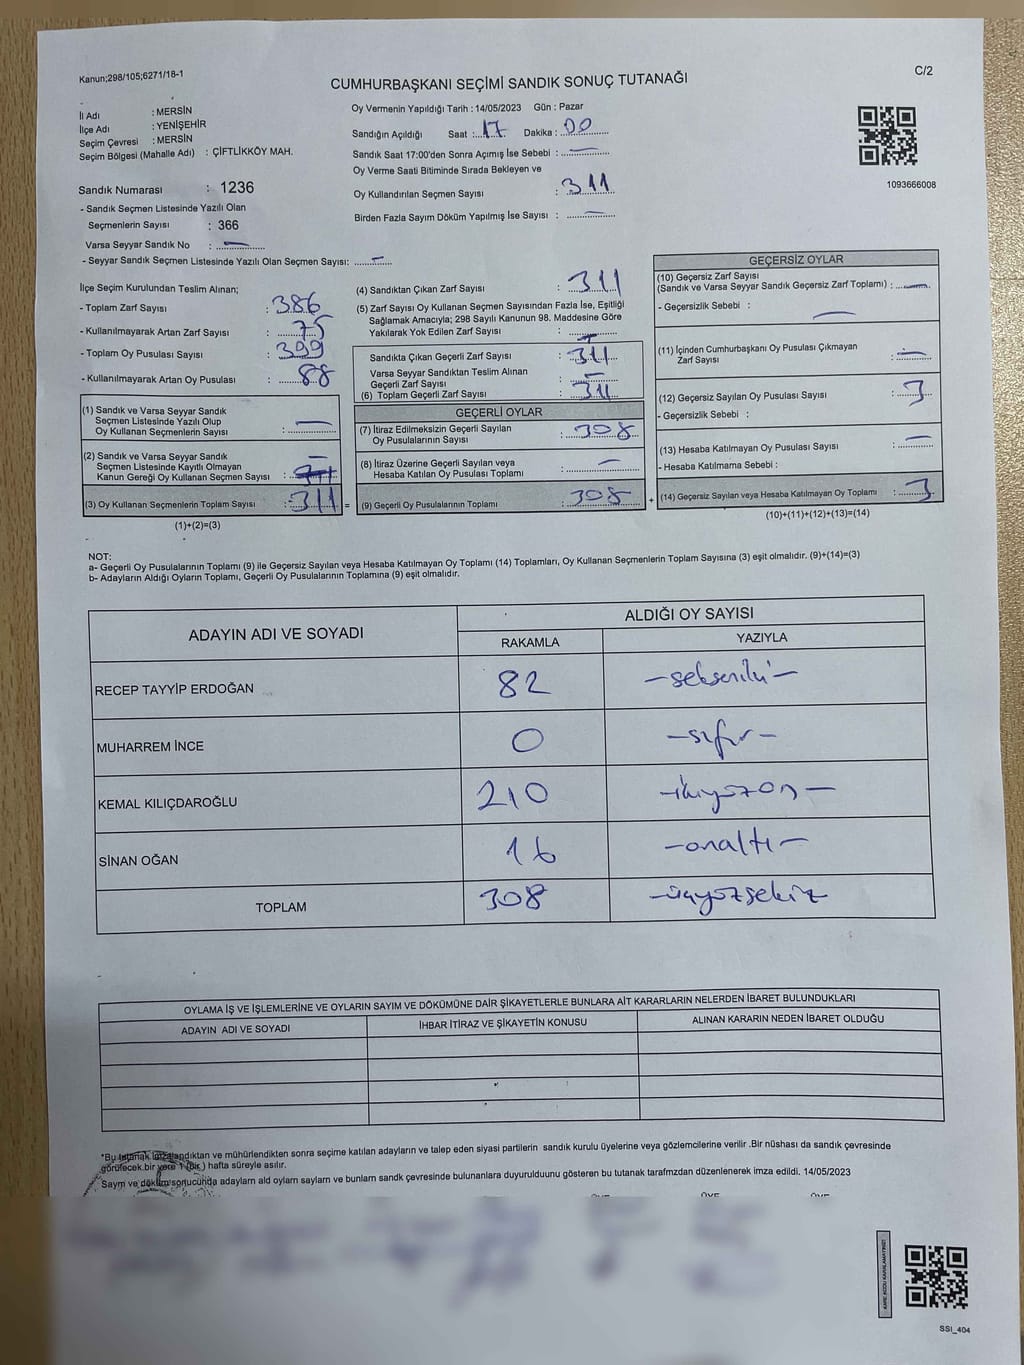 Kanun;298/105;6271/18-1
C/2
CUMHURBAŞKANI SEÇİMİ SANDIK SONUÇ TUTANAĞI
İl Adı : MERSİN
İlçe Adı : YENİŞEHİR
Seçim Çevresi : MERSİN
Seçim Bölgesi (Mahalle Adı) : ÇİFTLİKKÖY MAH.
Sandık Numarası : 1236
- Sandık Seçmen Listesinde Yazılı Olan
Seçmenlerin Sayısı : 366
Varsa Seyyar Sandık No : —
- Seyyar Sandık Seçmen Listesinde Yazılı Olan Seçmen Sayısı: —
Oy Vermenin Yapıldığı Tarih : 14/05/2023 Gün : Pazar
Sandığın Açıldığı Saat : 17 Dakika : 00
Sandık Saat 17:00'den Sonra Açımış İse Sebebi : —
Oy Verme Saati Bitiminde Sırada Bekleyen ve
Oy Kullandırılan Seçmen Sayısı : 311
Birden Fazla Sayım Döküm Yapılmış İse Sayısı : —
1093666008
İlçe Seçim Kurulundan Teslim Alınan;
- Toplam Zarf Sayısı : 386
- Kullanılmayarak Artan Zarf Sayısı : 75
- Toplam Oy Pusulası Sayısı : 399
- Kullanılmayarak Artan Oy Pusulası : 88
(1) Sandık ve Varsa Seyyar Sandık
Seçmen Listesinde Yazılı Olup
Oy Kullanan Seçmenlerin Sayısı : —
(2) Sandık ve Varsa Seyyar Sandık
Seçmen Listesinde Kayıtlı Olmayan
Kanun Gereği Oy Kullanan Seçmen Sayısı : —
(3) Oy Kullanan Seçmenlerin Toplam Sayısı : 311 =
(1)+(2)=(3)
(4) Sandıktan Çıkan Zarf Sayısı : 311
(5) Zarf Sayısı Oy Kullanan Seçmen Sayısından Fazla İse, Eşitliği
Sağlamak Amacıyla; 298 Sayılı Kanunun 98. Maddesine Göre
Yakılarak Yok Edilen Zarf Sayısı :
Sandıkta Çıkan Geçerli Zarf Sayısı : 311
Varsa Seyyar Sandıktan Teslim Alınan
Geçerli Zarf Sayısı : —
(6) Toplam Geçerli Zarf Sayısı : 311
GEÇERLİ OYLAR
(7) İtiraz Edilmeksizin Geçerli Sayılan
Oy Pusulalarının Sayısı : 308
(8) İtiraz Üzerine Geçerli Sayılan veya
Hesaba Katılan Oy Pusulası Toplamı : —
(9) Geçerli Oy Pusulalarının Toplamı : 308 +
GEÇERSİZ OYLAR
(10) Geçersiz Zarf Sayısı
(Sandık ve Varsa Seyyar Sandık Geçersiz Zarf Toplamı) : —
- Geçersizlik Sebebi : —
(11) İçinden Cumhurbaşkanı Oy Pusulası Çıkmayan
Zarf Sayısı : —
(12) Geçersiz Sayılan Oy Pusulası Sayısı : 3
- Geçersizlik Sebebi :
(13) Hesaba Katılmayan Oy Pusulası Sayısı : —
- Hesaba Katılmama Sebebi :
(14) Geçersiz Sayılan veya Hesaba Katılmayan Oy Toplamı : 3
(10)+(11)+(12)+(13)=(14)
NOT:
a- Geçerli Oy Pusulalarının Toplamı (9) ile Geçersiz Sayılan veya Hesaba Katılmayan Oy Toplamı (14) Toplamları, Oy Kullanan Seçmenlerin Toplam Sayısına (3) eşit olmalıdır. (9)+(14)=(3)
b- Adayların Aldığı Oyların Toplamı, Geçerli Oy Pusulalarının Toplamına (9) eşit olmalıdır.
ADAYIN ADI VE SOYADI ALDIĞI OY SAYISI
RAKAMLA YAZIYLA
RECEP TAYYİP ERDOĞAN 82 —sekseniki—
MUHARREM İNCE 0 —sıfır—
KEMAL KILIÇDAROĞLU 210 —ikiyüzon—
SİNAN OĞAN 16 —onaltı—
TOPLAM 308 —üçyüzsekiz
OYLAMA İŞ VE İŞLEMLERİNE VE OYLARIN SAYIM VE DÖKÜMÜNE DAİR ŞİKAYETLERLE BUNLARA AİT KARARLARIN NELERDEN İBARET BULUNDUKLARI
ADAYIN ADI VE SOYADI İHBAR İTİRAZ VE ŞİKAYETİN KONUSU ALINAN KARARIN NEDEN İBARET OLDUĞU
*Bu tutanak imzalandıktan ve mühürlendikten sonra seçime katılan adayların ve talep eden siyasi partilerin sandık kurulu üyelerine veya gözlemcilerine verilir .Bir nüshası da sandık çevresinde
görülecek bir yere 1 (bir ) hafta süreyle asılır.
Sayım ve döküm sonucunda adayların ald oyların sayların ve bunların sandk çevresinde bulunanlara duyurulduunu gösteren bu tutanak tarafmzdan düzenlenerek imza edildi. 14/05/2023
ÜYE ÜYE ÜYE
SSI_404